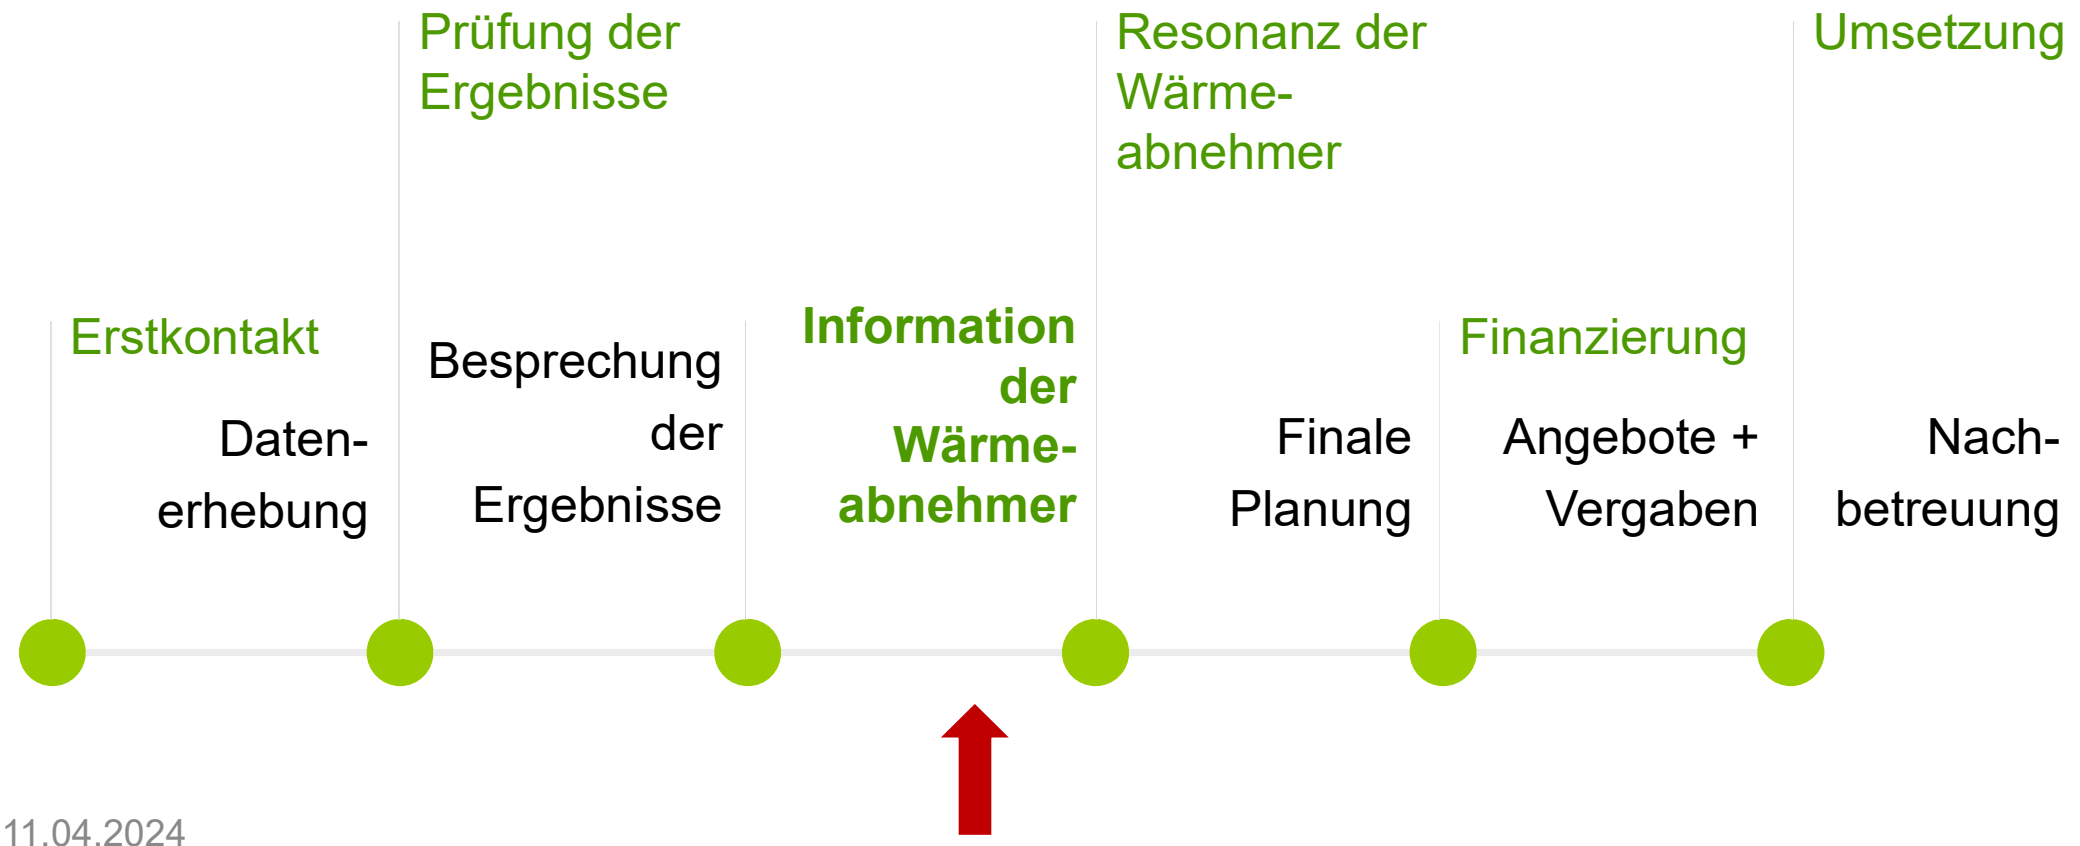 Prüfung der
Ergebnisse
Resonanz der
Wärme-
abnehmer
Umsetzung
Erstkontakt
Daten-
erhebung
Besprechung
der
Ergebnisse
Information
der
Wärme-
abnehmer
Finale
Planung
Finanzierung
Angebote +
Vergaben
Nach-
betreuung
11.04.2024